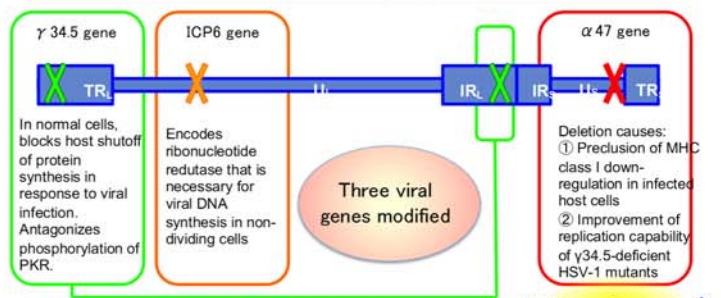 γ 34.5 gene
ICP6 gene
α 47 gene
TRL
IRL
IRS
US
In normal cells,
blocks host shutoff
of protein
synthesis in
response to viral
infection.
Antagonizes
phosphorylation of
PKR.
Encodes
ribonucleotide
redutase that is
necessary for
viral DNA
synthesis in non-
dividing cells
Three viral
genes modified
Deletion causes:
① Preclusion of MHC
class I down-
regulation in infected
host cells
② Improvement of
replication capability
of γ34.5-deficient
HSV-1 mutants